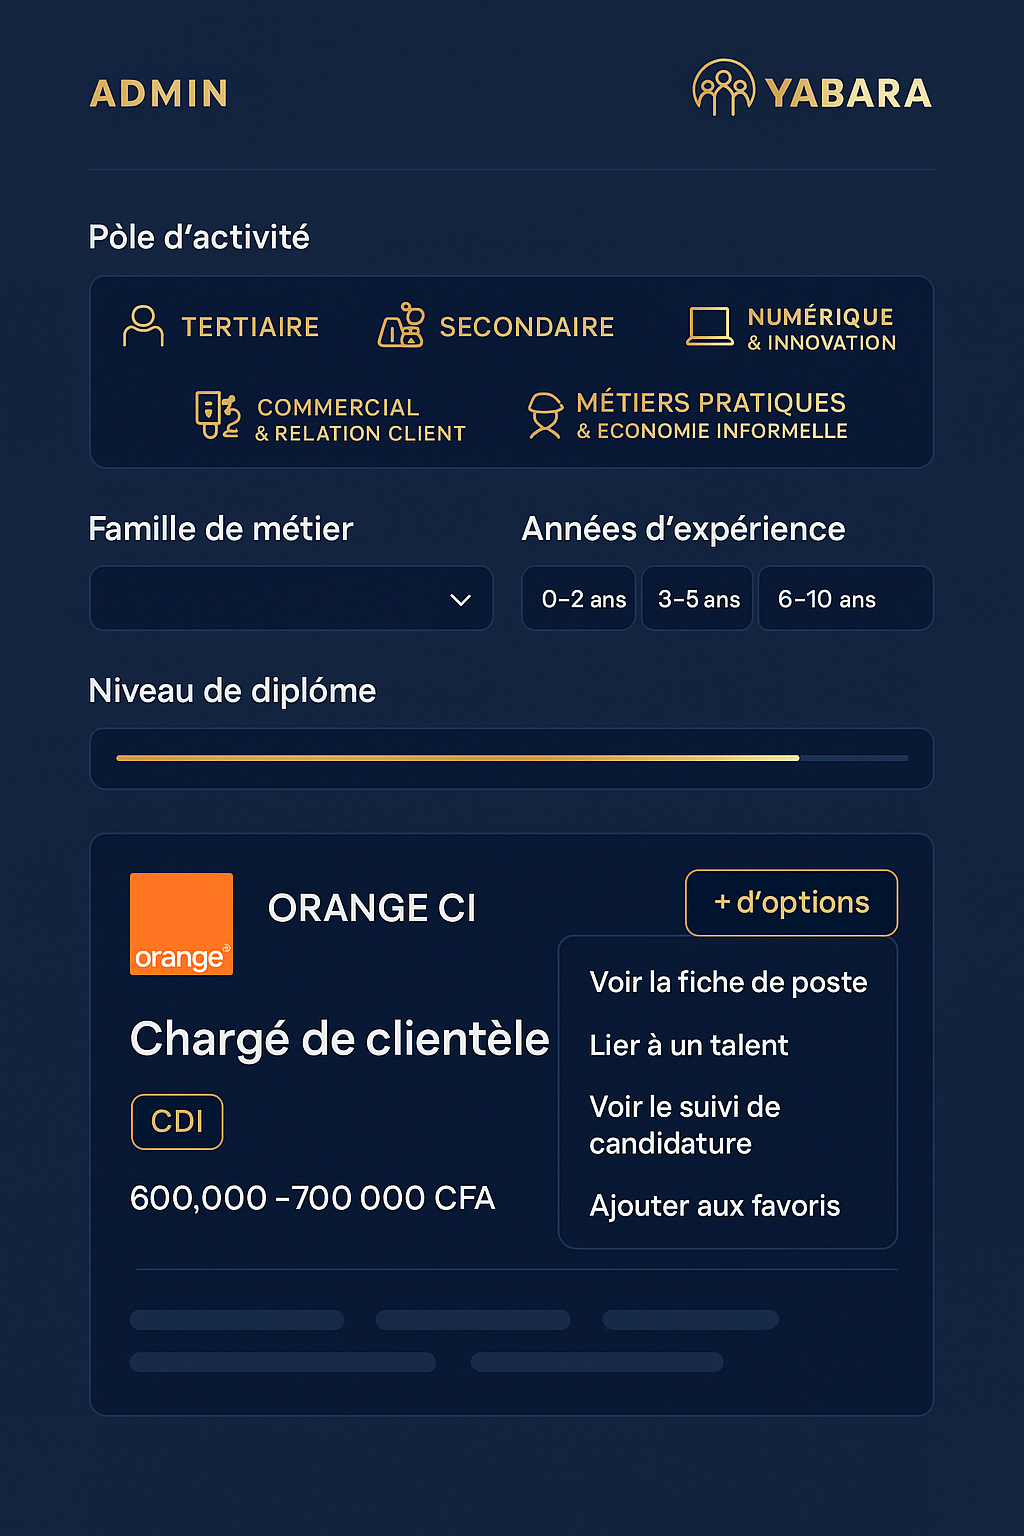 ADMIN
YABARA
Pòle d’activité
TERTIAIRE
SECONDAIRE
NUMÉRIQUE
& INNOVATION
COMMERCIAL
& RELATION CLIENT
MÉTIERS PRATIQUES
& ECONOMIE INFORMELLE
Famille de métier
Années d’expérience
0–2 ans
3–5 ans
6–10 ans
Niveau de diplóme
orange
ORANGE CI
+ d’options
Voir la fiche de poste
Lier à un talent
Voir le suivi de
candidature
Ajouter aux favoris
Chargé de clientèle
CDI
600,000 –700 000 CFA